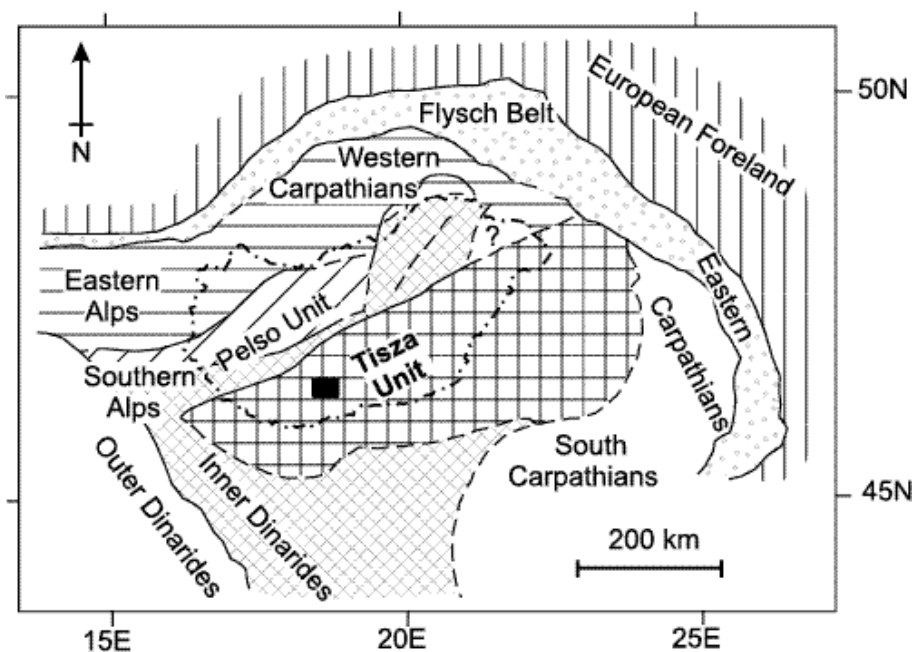 N
European Foreland
50N
Flysch Belt
Western
Carpathians
?
Eastern
Alps
Pelso Unit
Tisza
Unit
Eastern
Carpathians
Southern
Alps
Outer Dinarides
Inner Dinarides
South
Carpathians
45N
200 km
15E
20E
25E